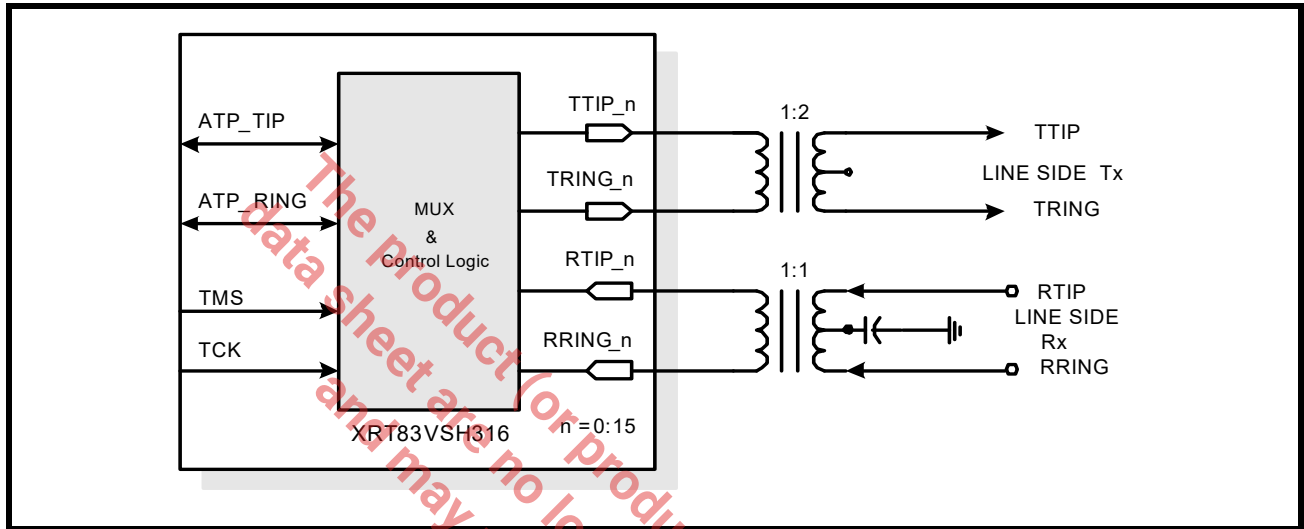 ATP_TIP
ATP_RING
TMS
TCK
MUX
&
Control Logic
TTIP_n
TRING_n
RTIP_n
RRING_n
XRT83VSH316
n =0:15
1:2
TTIP
LINE SIDE Tx
TRING
1:1
RTIP
LINE SIDE
Rx
RRING
The product (or produ
data sheet are no lo
and may